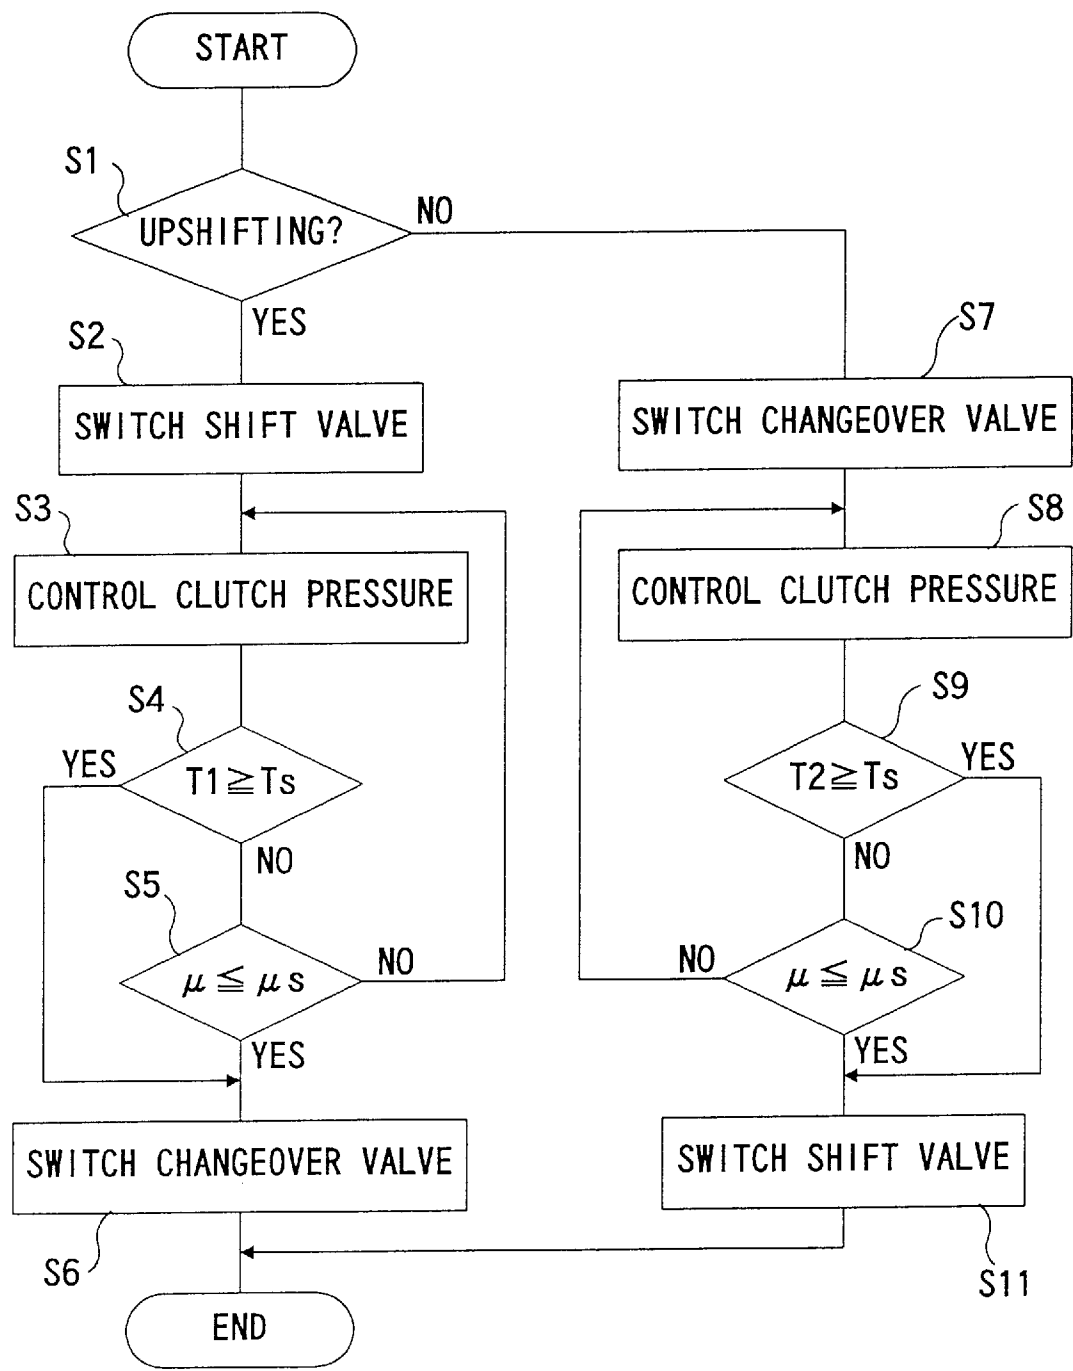 START
S1
UPSHIFTING?
NO
YES
S2
SWITCH SHIFT VALVE
S7
SWITCH CHANGEOVER VALVE
S3
CONTROL CLUTCH PRESSURE
S8
CONTROL CLUTCH PRESSURE
S4
YES
T1≧Ts
NO
S9
T2≧Ts
YES
NO
S5
μ≦μs
NO
YES
S10
NO
μ≦μs
YES
SWITCH CHANGEOVER VALVE
S6
SWITCH SHIFT VALVE
S11
END